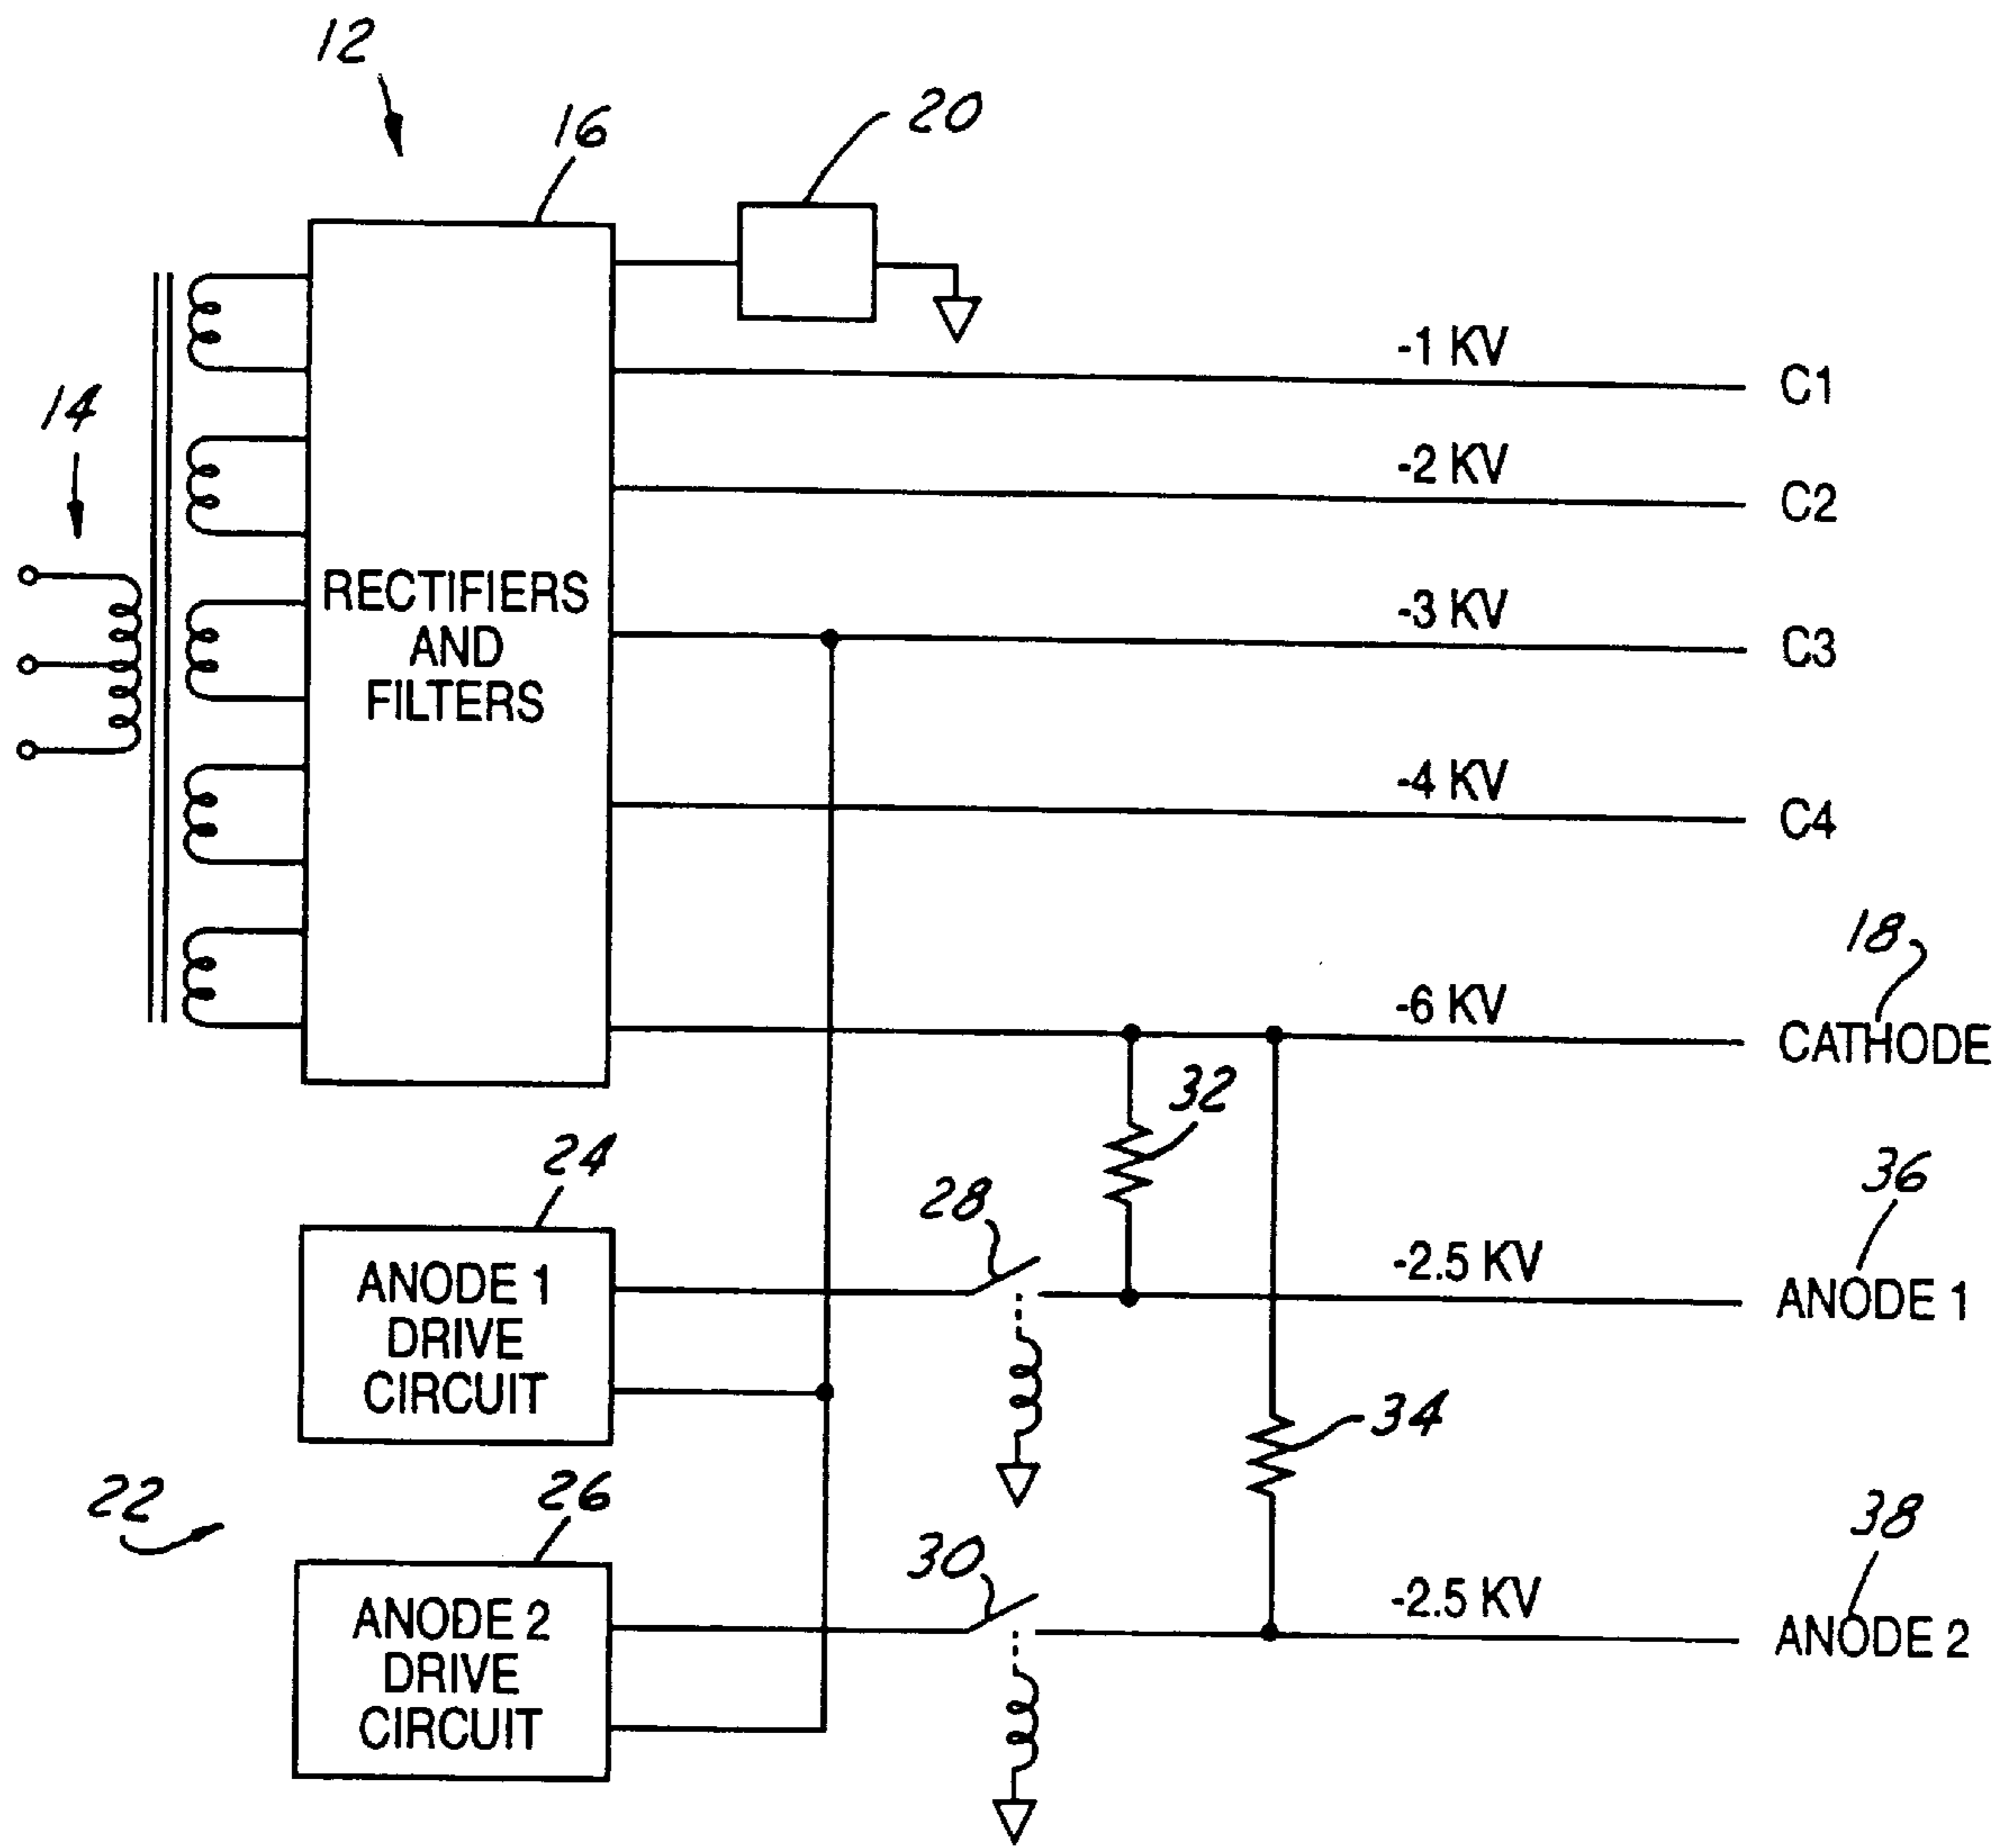 12
16
20
14
-1 KV
C1
-2 KV
C2
RECTIFIERS
AND
FILTERS
-3 KV
C3
-4 KV
C4
18
-6 KV
CATHODE
32
24
36
28
ANODE 1
DRIVE
CIRCUIT
-2.5 KV
ANODE 1
34
22
26
38
30
ANODE 2
DRIVE
CIRCUIT
-2.5 KV
ANODE 2